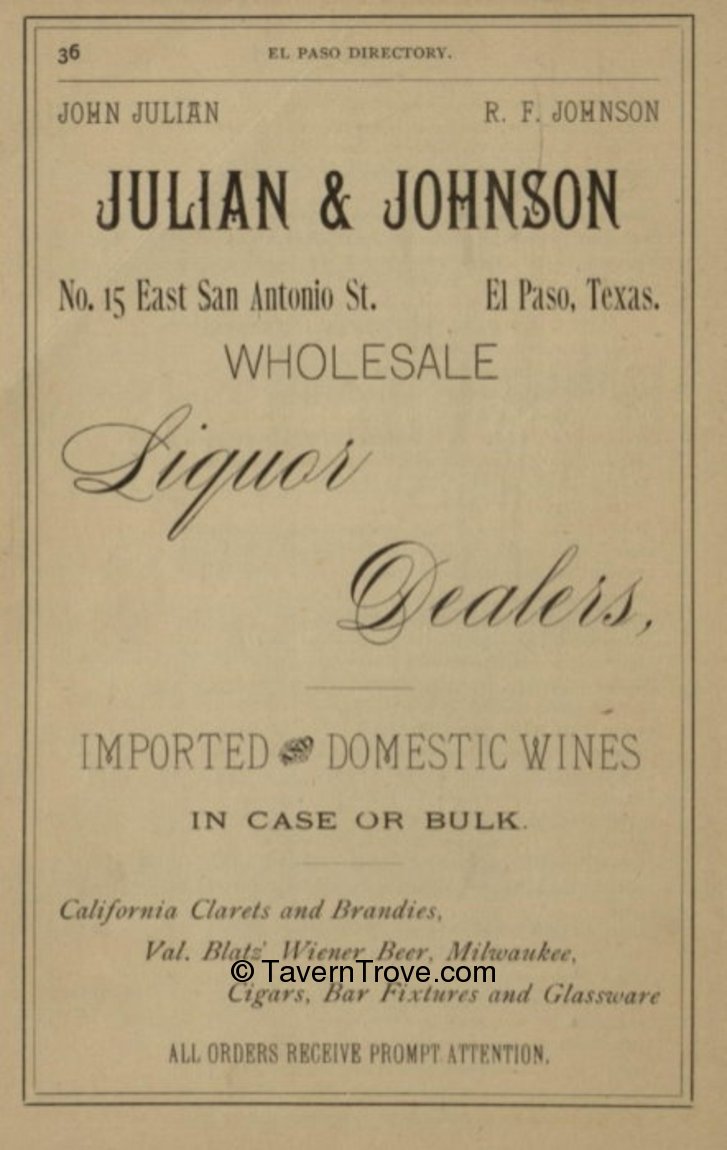 36 EL PASO DIRECTORY.
JOHN JULIAN R. F. JOHNSON
JULIAN & JOHNSON
No. 15 East San Antonio St. El Paso, Texas.
WHOLESALE
Liquor
Dealers,
IMPORTED and DOMESTIC WINES
IN CASE OR BULK.
California Clarets and Brandies,
Val. Blatz' Wiener Beer, Milwaukee,
© TavernTrove.com
Cigars, Bar Fixtures and Glassware
ALL ORDERS RECEIVE PROMPT ATTENTION.